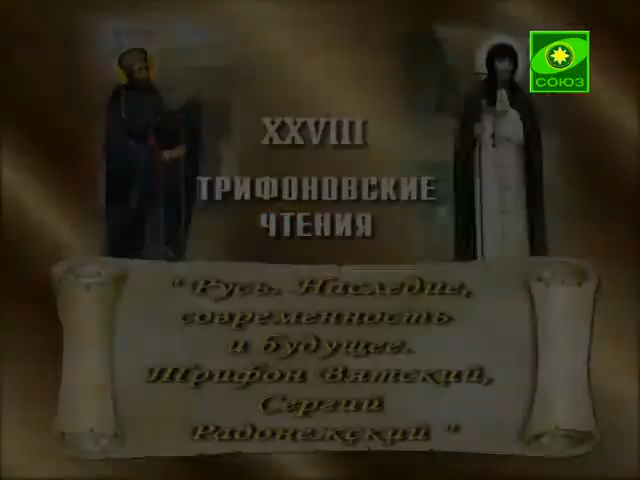 СОЮЗ
XXVIII
ТРИФОНОВСКИЕ
ЧТЕНИЯ
" Русь. Наследие,
современность
и будущее.
Трифон Вятский,
Сергий
Радонежский "